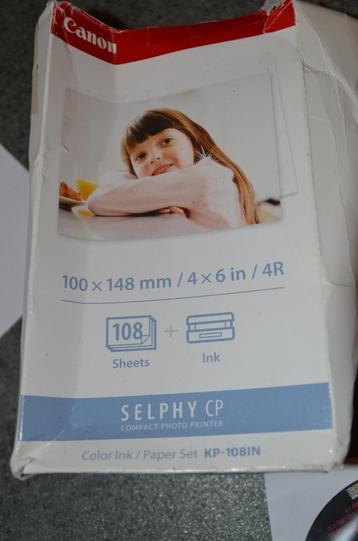 Canon
100 × 148 mm / 4 × 6 in / 4R
108 +
Sheets Ink
SELPHY CP
COMPACT PHOTO PRINTER
Color Ink / Paper Set KP-108IN